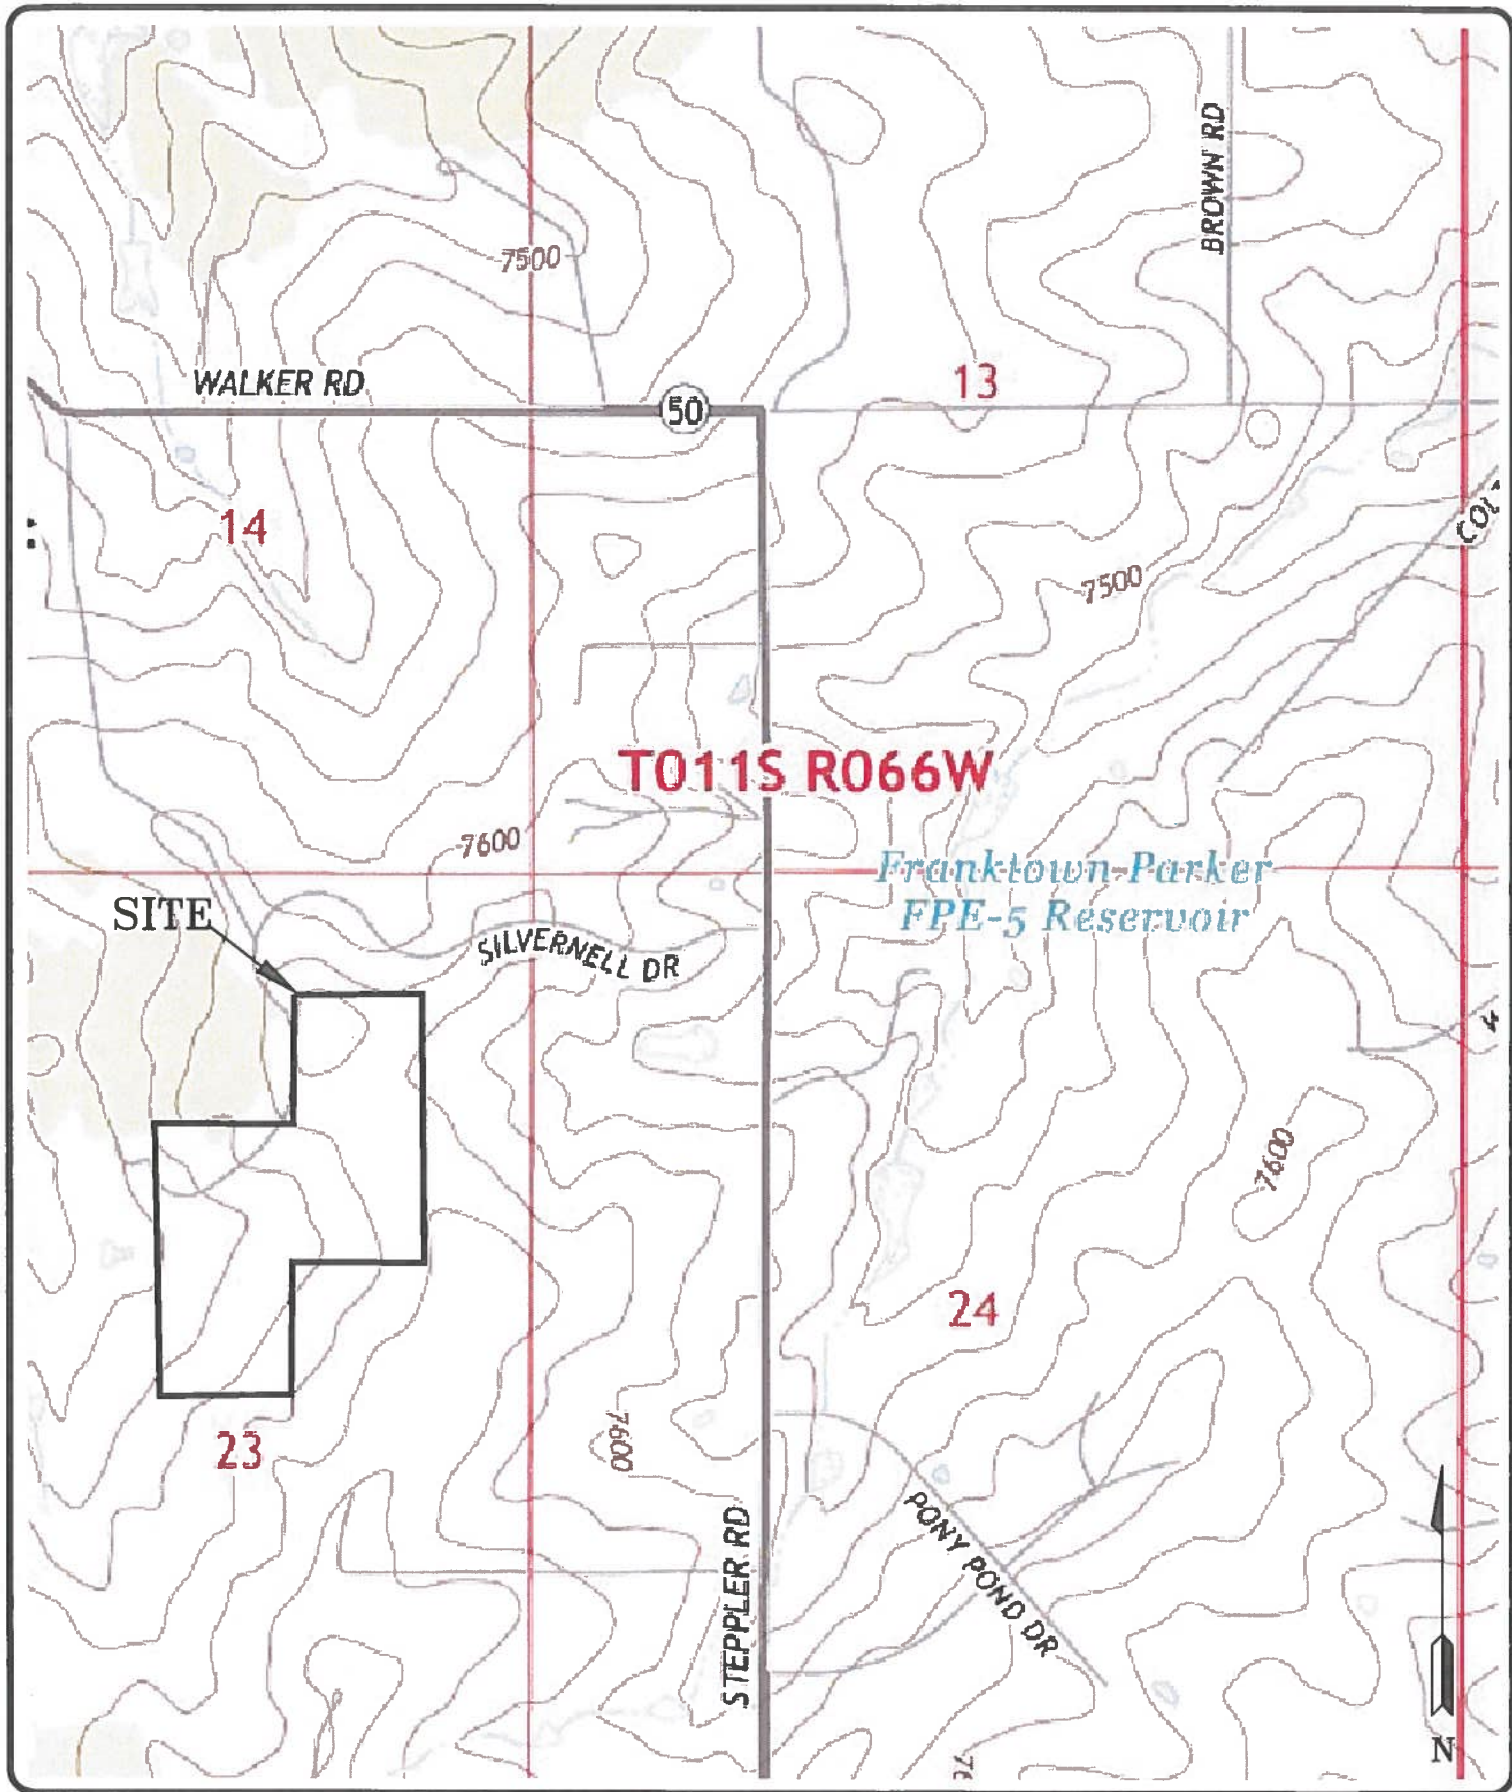 BROWN RD
7500
WALKER RD
50
13
14
7500
T011S R066W
7600
Franktown Parker
FPE-5 Reservoir
SITE
SILVERNELL DR
7600
24
7600
23
PONY POND DR
STEPPLER RD
N